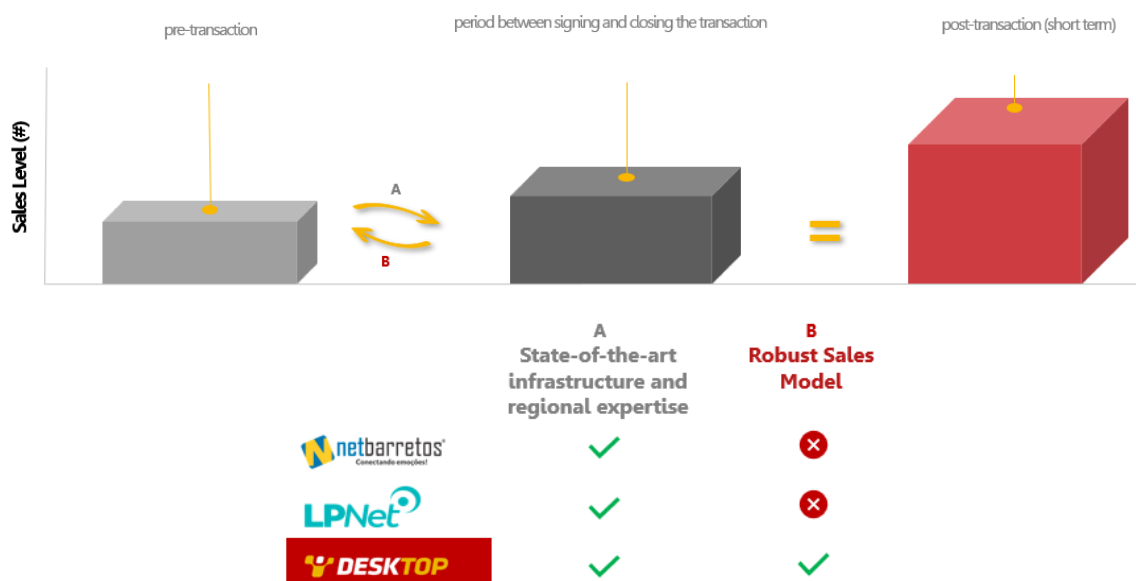 pre-transaction
period between signing and closing the transaction
post-transaction (short term)
Sales Level (#)
A
B
A
State-of-the-art
infrastructure and
regional expertise
B
Robust Sales
Model
netbarretos®
Conectando emoções!
LPNet
DESKTOP